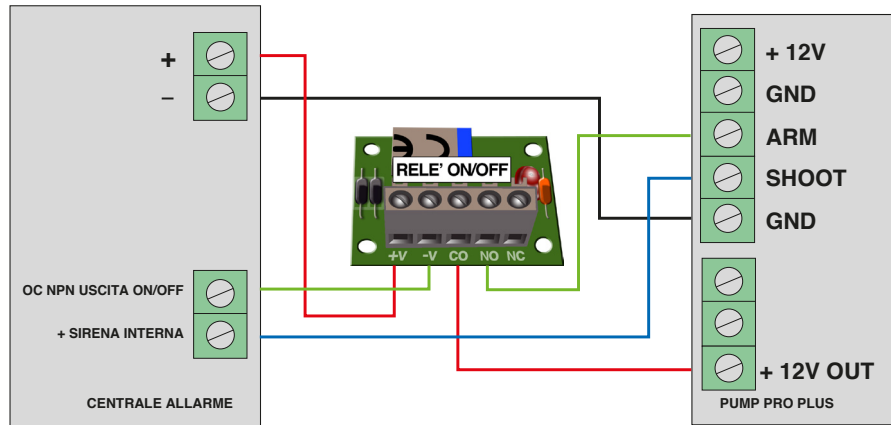 +
–
OC NPN USCITA ON/OFF
+ SIRENA INTERNA
CENTRALE ALLARME
RELE' ON/OFF
+V -V CO NO NC
+ 12V
GND
ARM
SHOOT
GND
+ 12V OUT
PUMP PRO PLUS